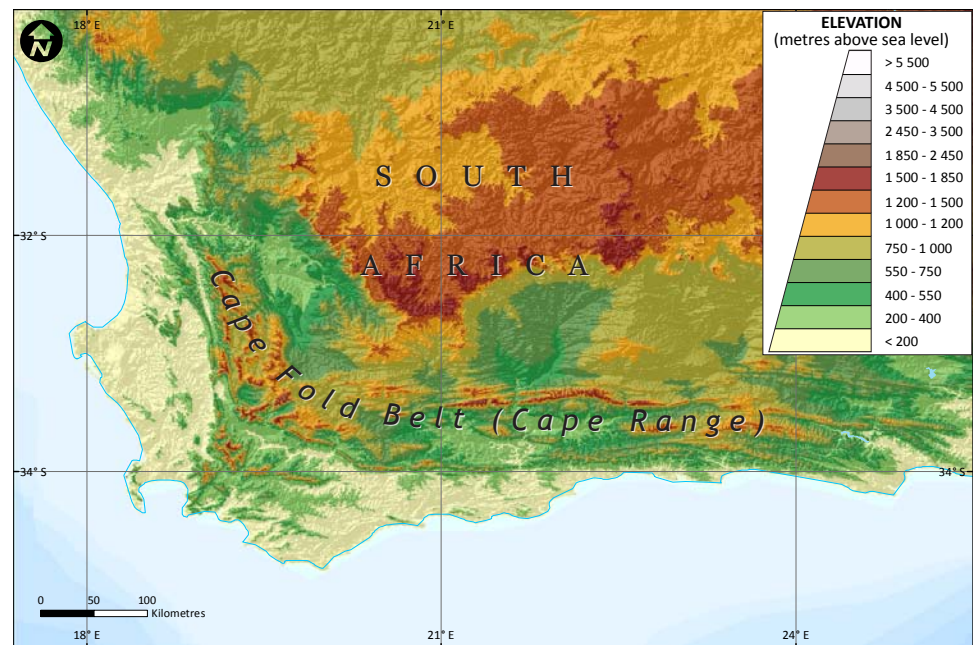 18° E
21° E
N
ELEVATION
(metres above sea level)
> 5 500
4 500 - 5 500
3 500 - 4 500
2 450 - 3 500
1 850 - 2 450
1 500 - 1 850
1 200 - 1 500
1 000 - 1 200
750 - 1 000
550 - 750
400 - 550
200 - 400
< 200
SOUTH
32° S
AFRICA
Cape Fold Belt (Cape Range)
34° S
34° S
0 50 100
Kilometres
18° E
21° E
24° E